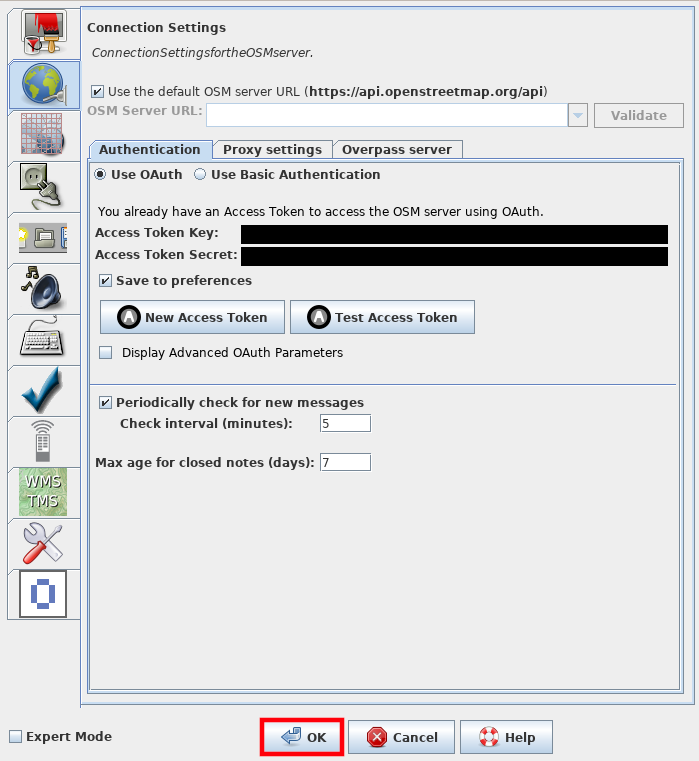 Connection Settings
ConnectionSettingsfortheOSMserver.
Use the default OSM server URL (https://api.openstreetmap.org/api)
OSM Server URL: Validate
Authentication Proxy settings Overpass server
Use OAuth Use Basic Authentication
You already have an Access Token to access the OSM server using OAuth.
Access Token Key:
Access Token Secret:
Save to preferences
New Access Token Test Access Token
Display Advanced OAuth Parameters
Periodically check for new messages
Check interval (minutes): 5
Max age for closed notes (days): 7
WMS
TMS
Expert Mode OK Cancel Help